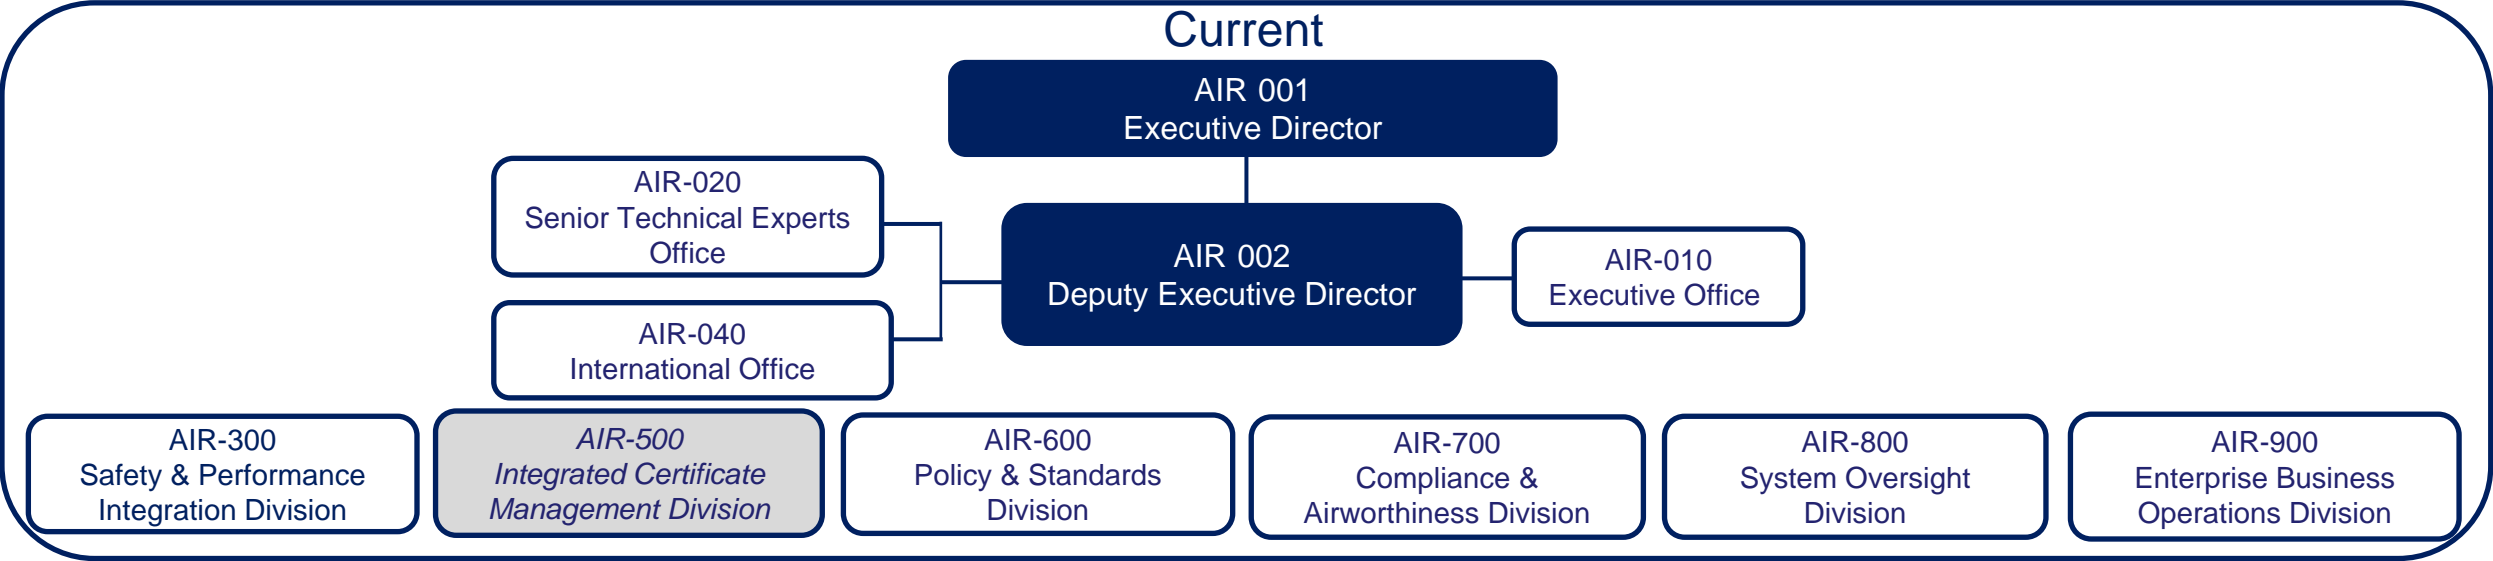 Current
AIR 001
Executive Director
AIR-020
Senior Technical Experts
Office
AIR 002
Deputy Executive Director
AIR-010
Executive Office
AIR-040
International Office
AIR-300
Safety & Performance
Integration Division
AIR-500
Integrated Certificate
Management Division
AIR-600
Policy & Standards
Division
AIR-700
Compliance &
Airworthiness Division
AIR-800
System Oversight
Division
AIR-900
Enterprise Business
Operations Division